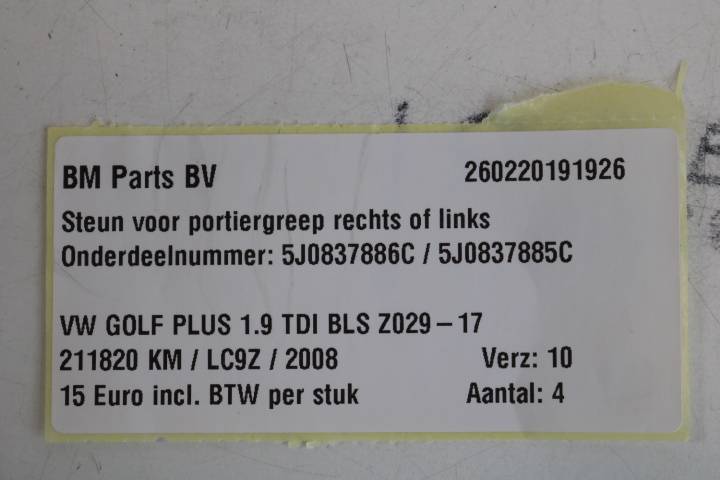 BM Parts BV 260220191926
Steun voor portiergreep rechts of links
Onderdeelnummer: 5J0837886C / 5J0837885C
VW GOLF PLUS 1.9 TDI BLS Z029-17
211820 KM / LC9Z / 2008 Verz: 10
15 Euro incl. BTW per stuk Aantal: 4